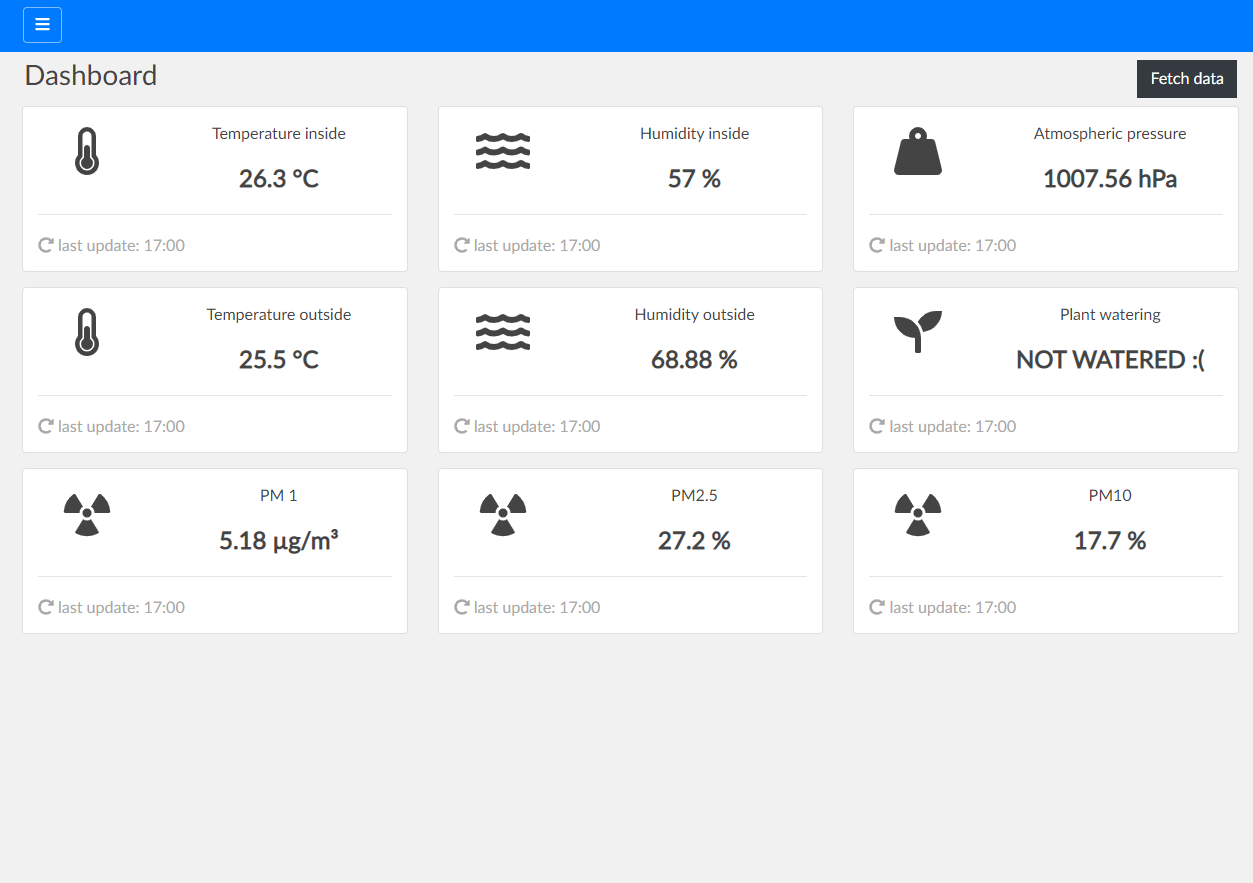 Dashboard
Fetch data
Temperature inside
26.3 °C
last update: 17:00
Humidity inside
57 %
last update: 17:00
Atmospheric pressure
1007.56 hPa
last update: 17:00
Temperature outside
25.5 °C
last update: 17:00
Humidity outside
68.88 %
last update: 17:00
Plant watering
NOT WATERED :(
last update: 17:00
PM 1
5.18 µg/m³
last update: 17:00
PM2.5
27.2 %
last update: 17:00
PM10
17.7 %
last update: 17:00